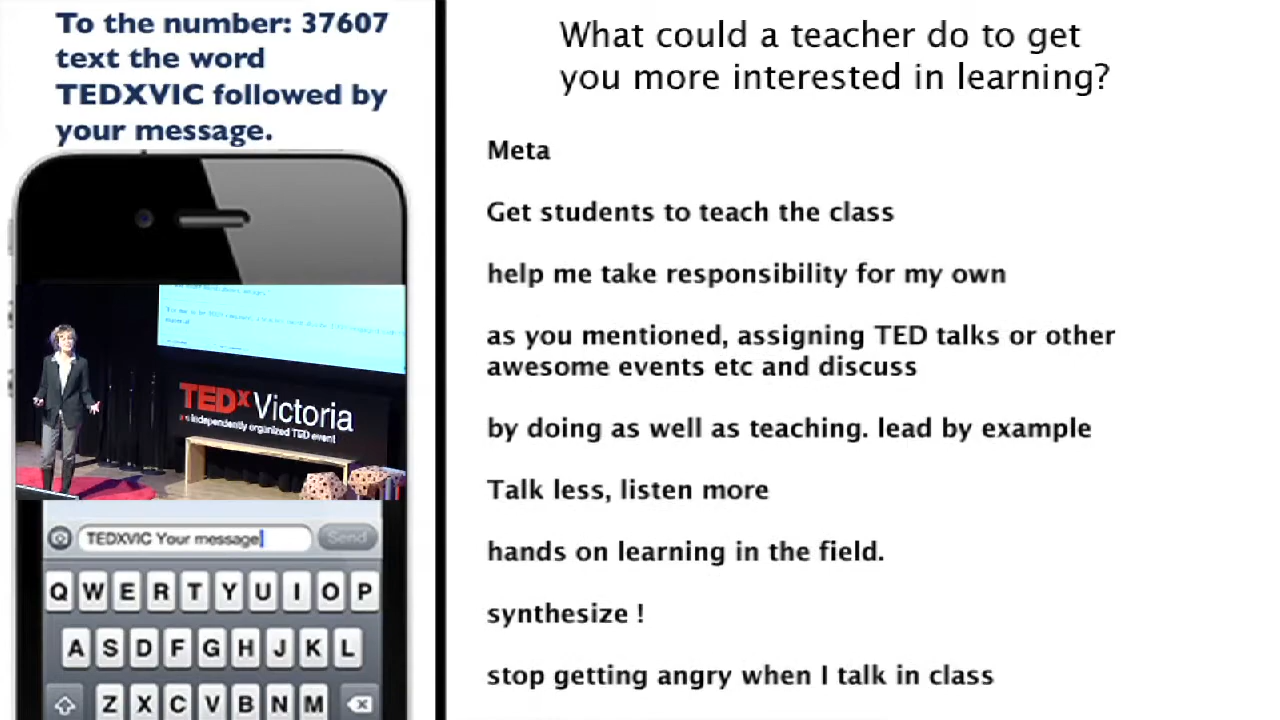 To the number: 37607
text the word
TEDXVIC followed by
your message.
TEDx Victoria
independently organized TED event
TEDXVIC Your message
Send
Q W E R T Y U I O P
A S D F G H J K L
Z X C V B N M
What could a teacher do to get
you more interested in learning?
Meta
Get students to teach the class
help me take responsibility for my own
as you mentioned, assigning TED talks or other
awesome events etc and discuss
by doing as well as teaching. lead by example
Talk less, listen more
hands on learning in the field.
synthesize !
stop getting angry when I talk in class